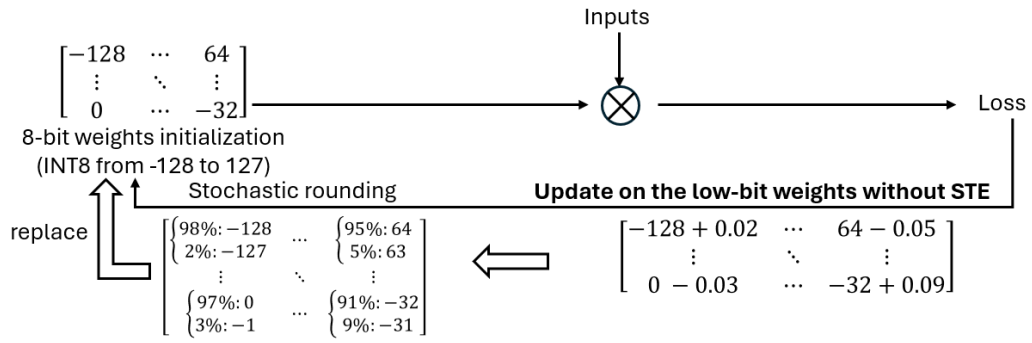 Inputs
[−128 ⋯ 64]
[⋮ ⋱ ⋮]
[0 ⋯ −32]
Loss
8-bit weights initialization
(INT8 from -128 to 127)
Stochastic rounding
Update on the low-bit weights without STE
replace
[{98%: −128 ⋯ {95%: 64]
[{2%: −127 {5%: 63]
[⋮ ⋱ ⋮]
[{97%: 0 ⋯ {91%: −32]
[{3%: −1 {9%: −31]
[−128 + 0.02 ⋯ 64 − 0.05]
[⋮ ⋱ ⋮]
[0 − 0.03 ⋯ −32 + 0.09]